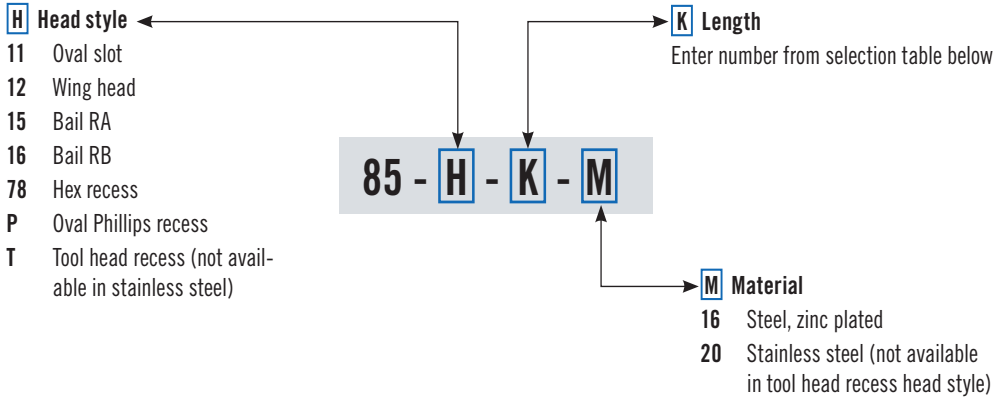 H Head style
11 Oval slot
12 Wing head
15 Bail RA
16 Bail RB
78 Hex recess
P Oval Phillips recess
T Tool head recess (not avail-
able in stainless steel)
K Length
Enter number from selection table below
85 - H - K - M
M Material
16 Steel, zinc plated
20 Stainless steel (not available
in tool head recess head style)